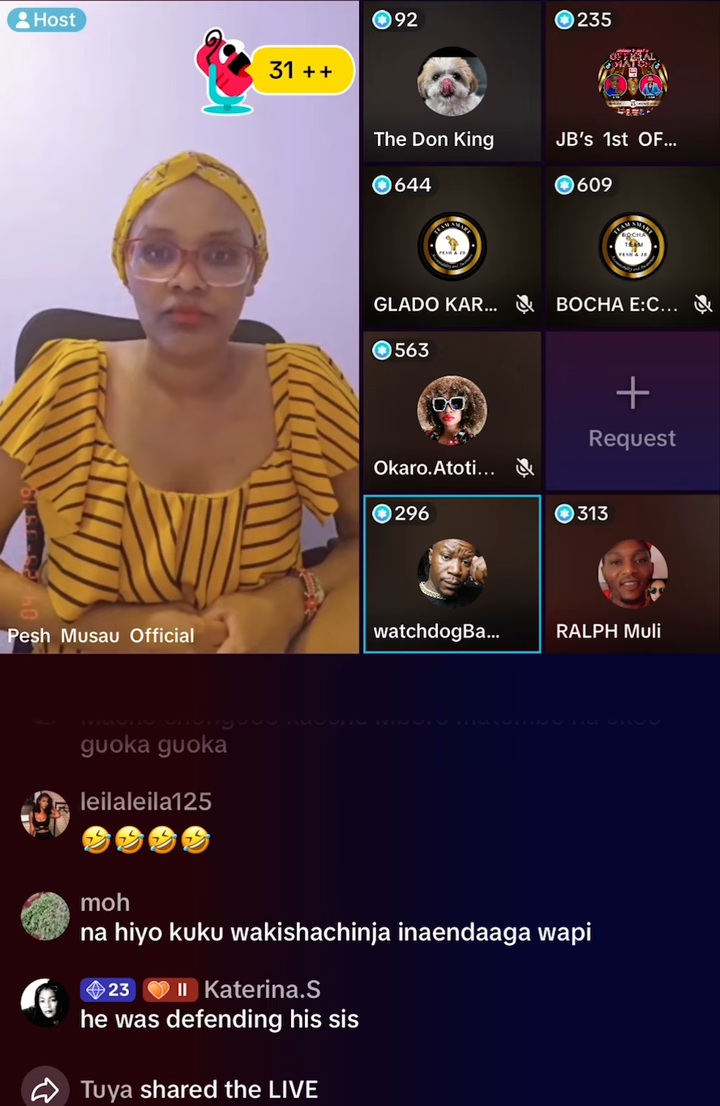 Host
31 ++
92
The Don King
235
JB's 1st OF...
644
GLADO KAR...
609
BOCHA E:C...
563
Okaro.Atoti...
Request
296
watchdogBa...
313
RALPH Muli
Pesh Musau Official
guoka guoka
leilaleila125
🤣🤣🤣🤣
moh
na hiyo kuku wakishachinja inaendaaga wapi
23 II Katerina.S
he was defending his sis
Tuya shared the LIVE